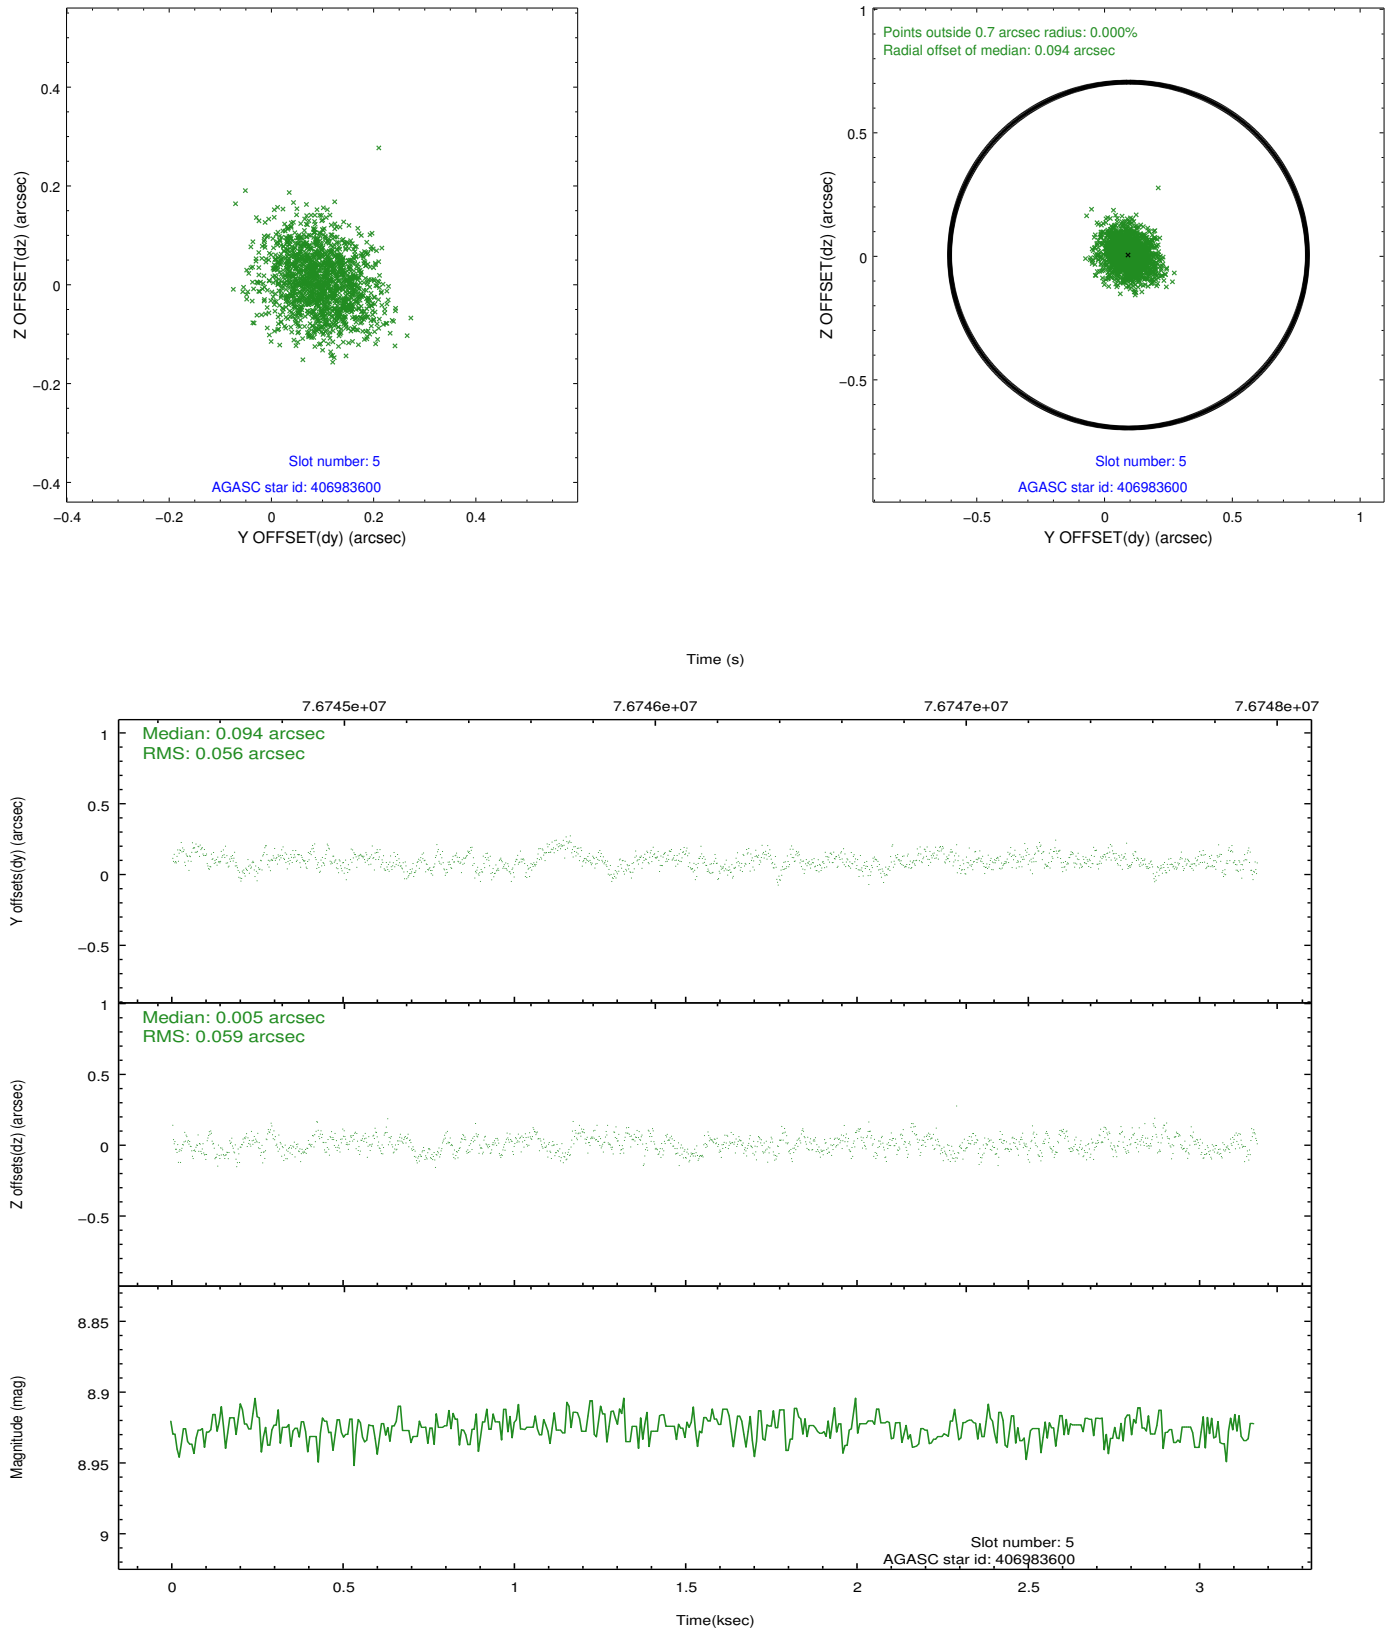 0.4
0.2
0
−0.2
−0.4
−0.4
−0.2
0
0.2
0.4
Z OFFSET(dz) (arcsec)
Y OFFSET(dy) (arcsec)
Slot number: 5
AGASC star id: 406983600
Points outside 0.7 arcsec radius: 0.000%
Radial offset of median: 0.094 arcsec
1
0.5
0
−0.5
−0.5
0
0.5
1
Z OFFSET(dz) (arcsec)
Y OFFSET(dy) (arcsec)
Slot number: 5
AGASC star id: 406983600
Time (s)
7.6745e+07
7.6746e+07
7.6747e+07
7.6748e+07
Median: 0.094 arcsec
RMS: 0.056 arcsec
1
0.5
0
−0.5
Y offsets(dy) (arcsec)
Median: 0.005 arcsec
RMS: 0.059 arcsec
1
0.5
0
−0.5
Z offsets(dz) (arcsec)
8.85
8.9
8.95
9
Magnitude (mag)
Slot number: 5
AGASC star id: 406983600
0
0.5
1
1.5
2
2.5
3
Time(ksec)